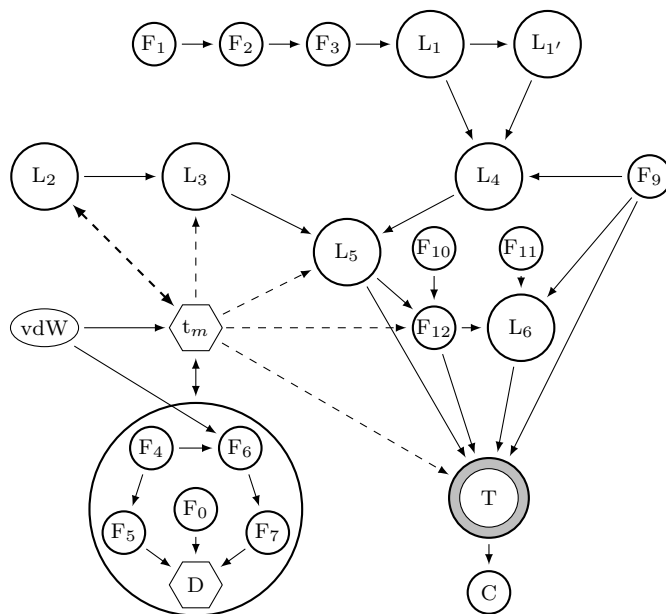 F₁ F₂ F₃ L₁ L₁′
L₂ L₃ L₄ F₉
L₅ F₁₀ F₁₁
vdW tₘ F₁₂ L₆
F₄ F₆
F₀ T
F₅ F₇
D C